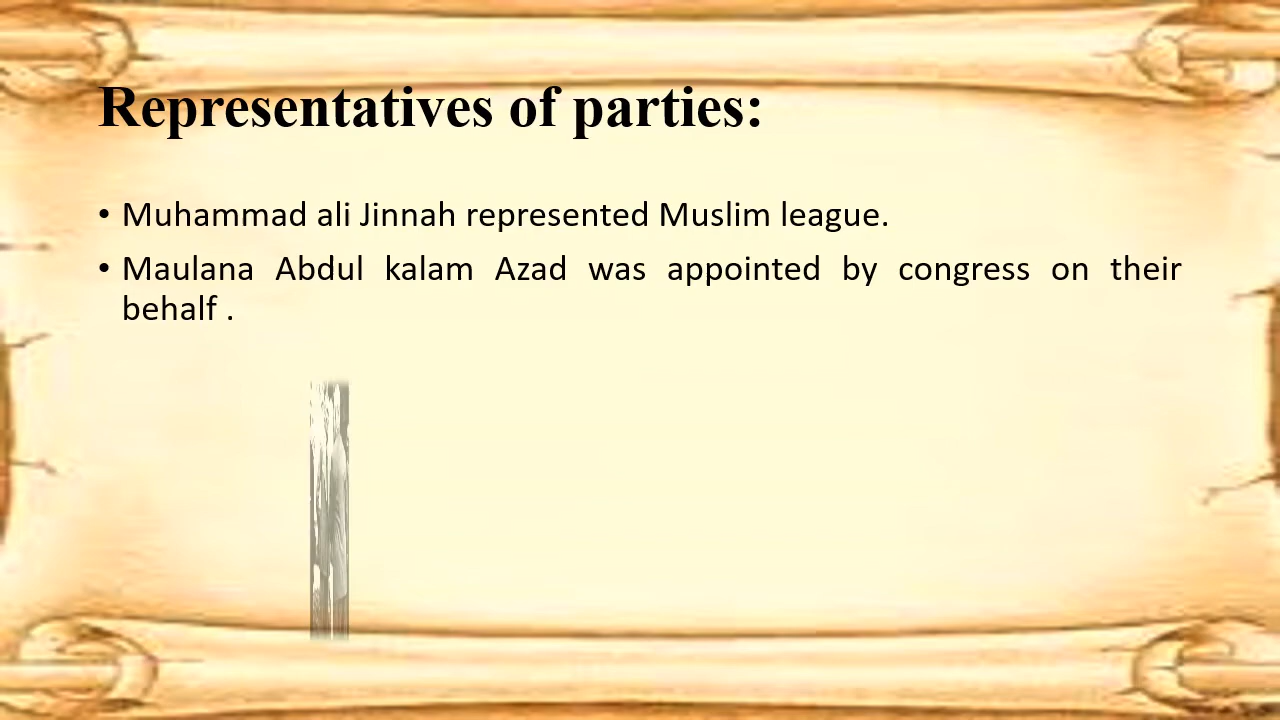 Representatives of parties:
• Muhammad ali Jinnah represented Muslim league.
• Maulana Abdul kalam Azad was appointed by congress on their
behalf .